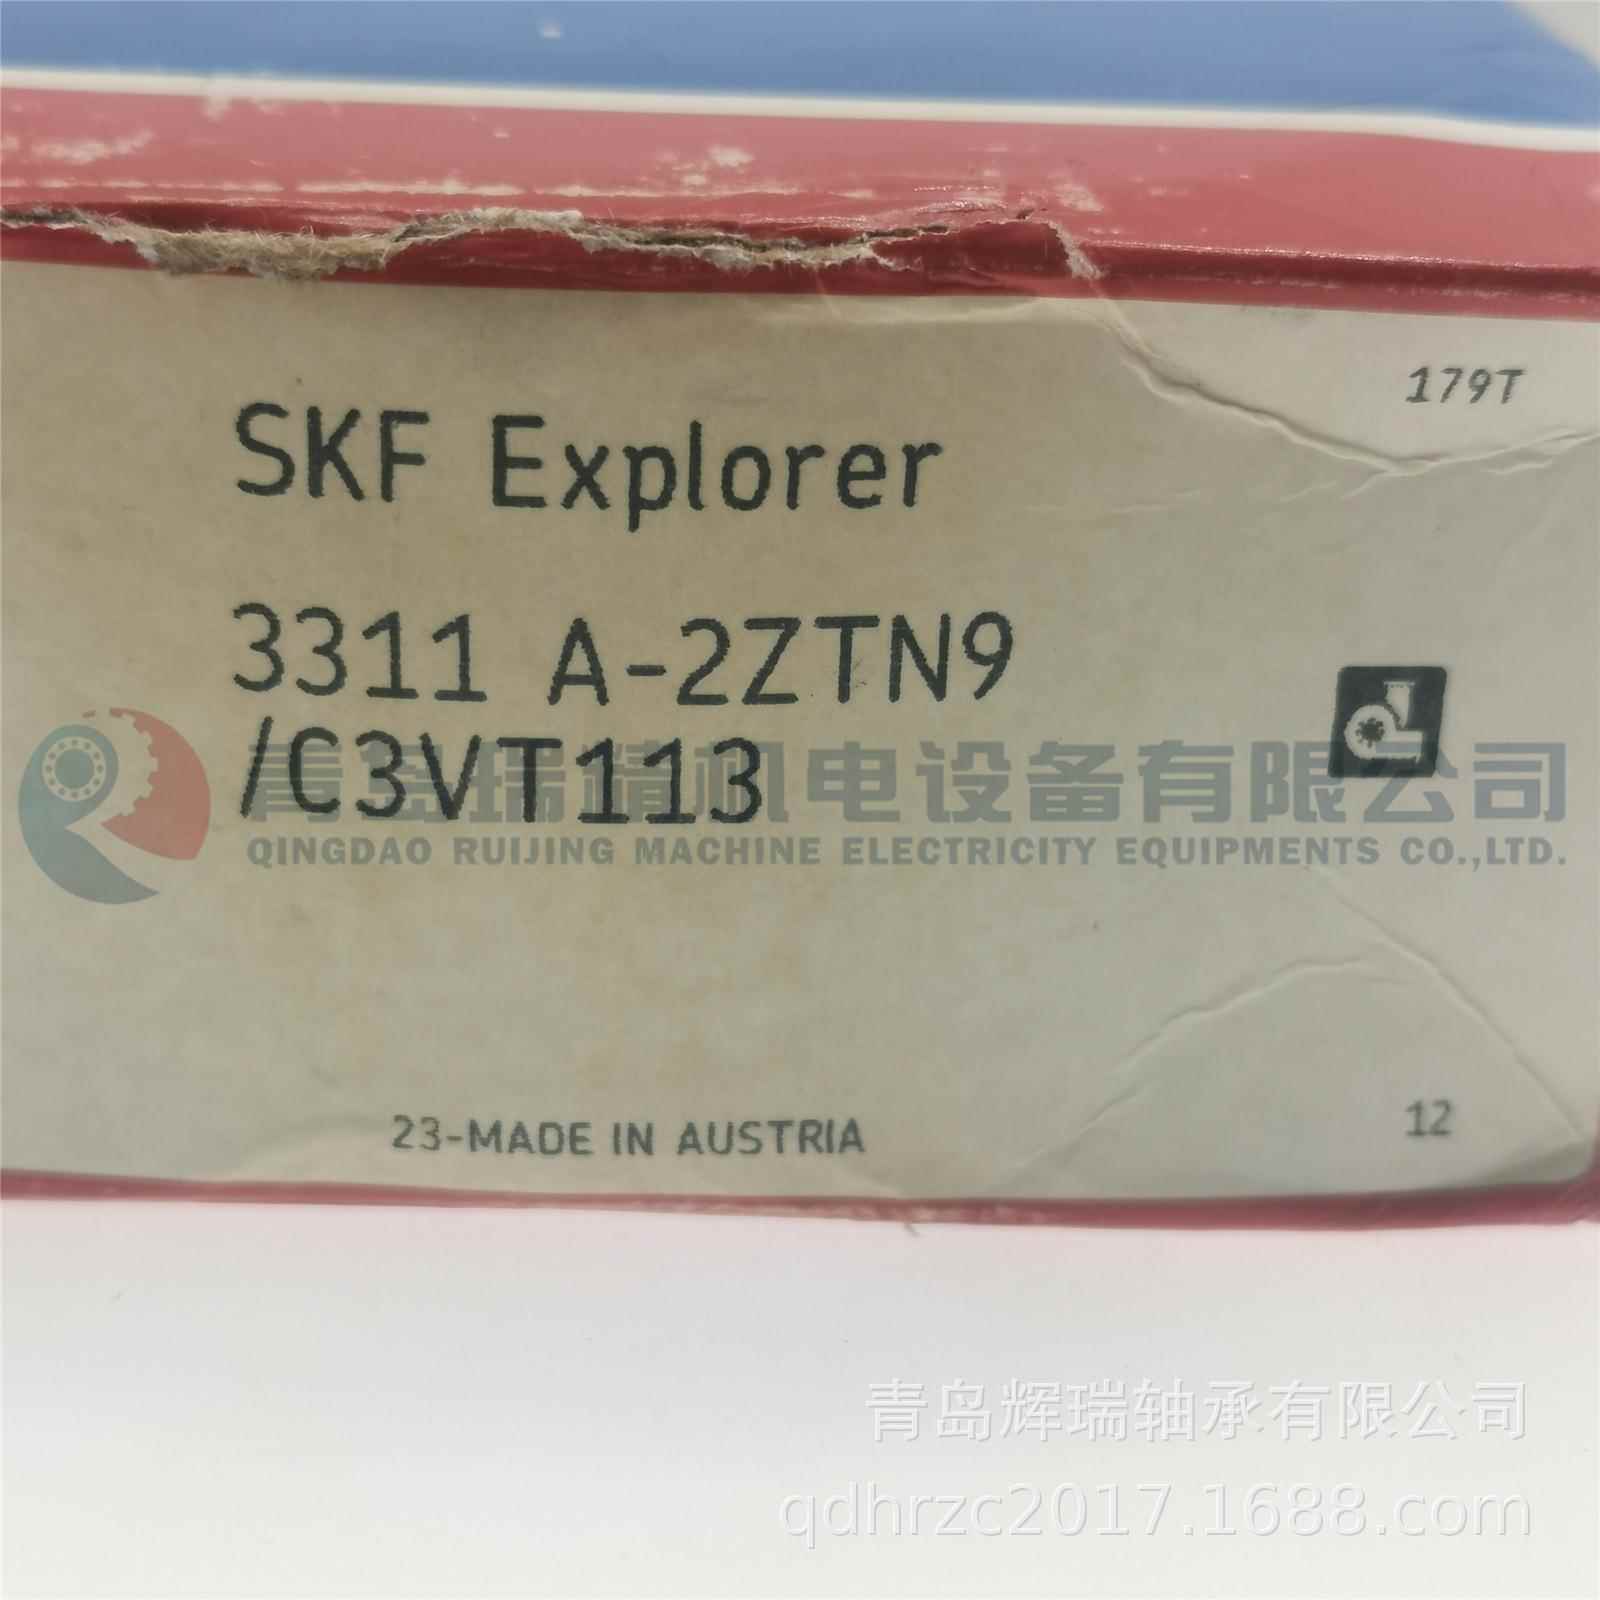 179T
SKF Explorer
3311 A-2ZTN9
/C3VT113
青岛瑞精机电设备有限公司
QINGDAO RUIJING MACHINE ELECTRICITY EQUIPMENTS CO.,LTD.
23-MADE IN AUSTRIA
12
青岛辉瑞轴承有限公司
qdhrzc2017.1688.com